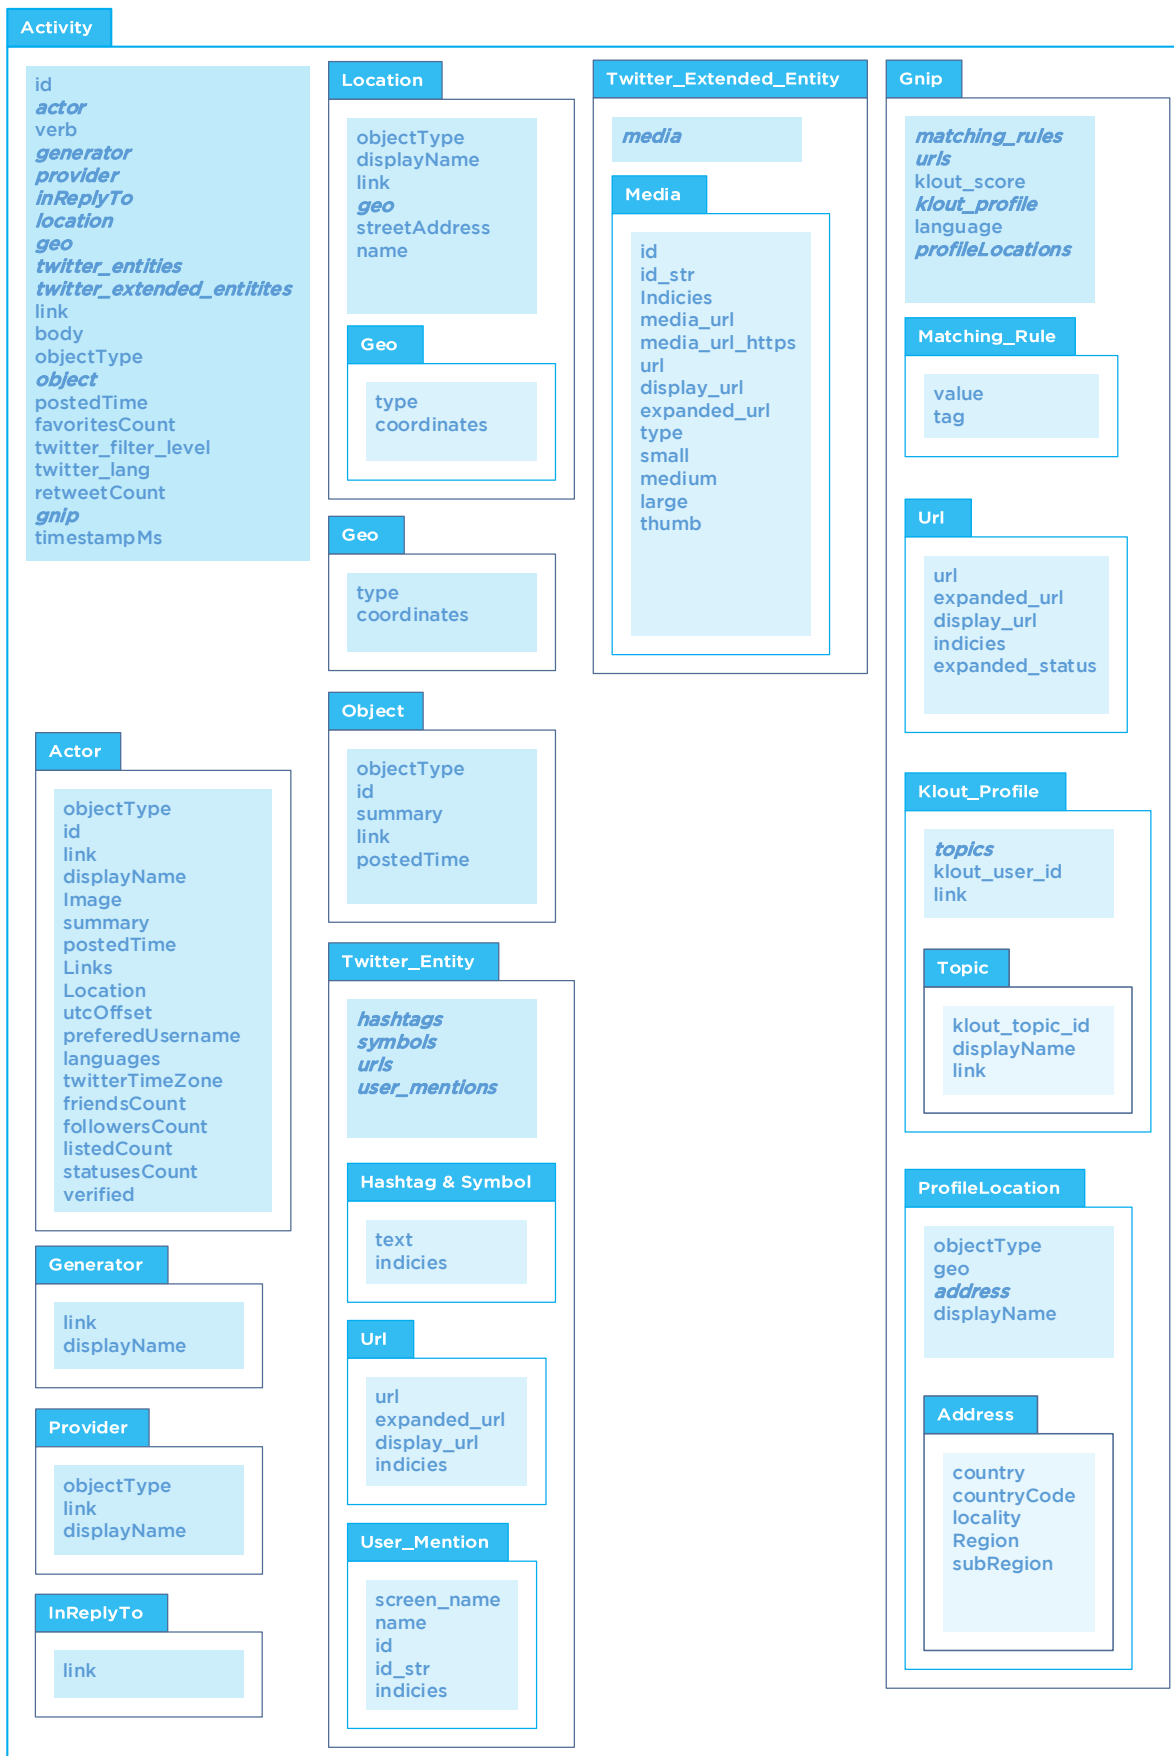 Activity
id
actor
verb
generator
provider
inReplyTo
location
geo
twitter_entities
twitter_extended_entitites
link
body
objectType
object
postedTime
favoritesCount
twitter_filter_level
twitter_lang
retweetCount
gnip
timestampMs
Actor
objectType
id
link
displayName
Image
summary
postedTime
Links
Location
utcOffset
preferedUsername
languages
twitterTimeZone
friendsCount
followersCount
listedCount
statusesCount
verified
Generator
link
displayName
Provider
objectType
link
displayName
InReplyTo
link
Location
objectType
displayName
link
geo
streetAddress
name
Geo
type
coordinates
Geo
type
coordinates
Object
objectType
id
summary
link
postedTime
Twitter_Entity
hashtags
symbols
urls
user_mentions
Hashtag & Symbol
text
indicies
Url
url
expanded_url
display_url
indicies
User_Mention
screen_name
name
id
id_str
indicies
Twitter_Extended_Entity
media
Media
id
id_str
Indicies
media_url
media_url_https
url
display_url
expanded_url
type
small
medium
large
thumb
Gnip
matching_rules
urls
klout_score
klout_profile
language
profileLocations
Matching_Rule
value
tag
Url
url
expanded_url
display_url
indicies
expanded_status
Klout_Profile
topics
klout_user_id
link
Topic
klout_topic_id
displayName
link
ProfileLocation
objectType
geo
address
displayName
Address
country
countryCode
locality
Region
subRegion